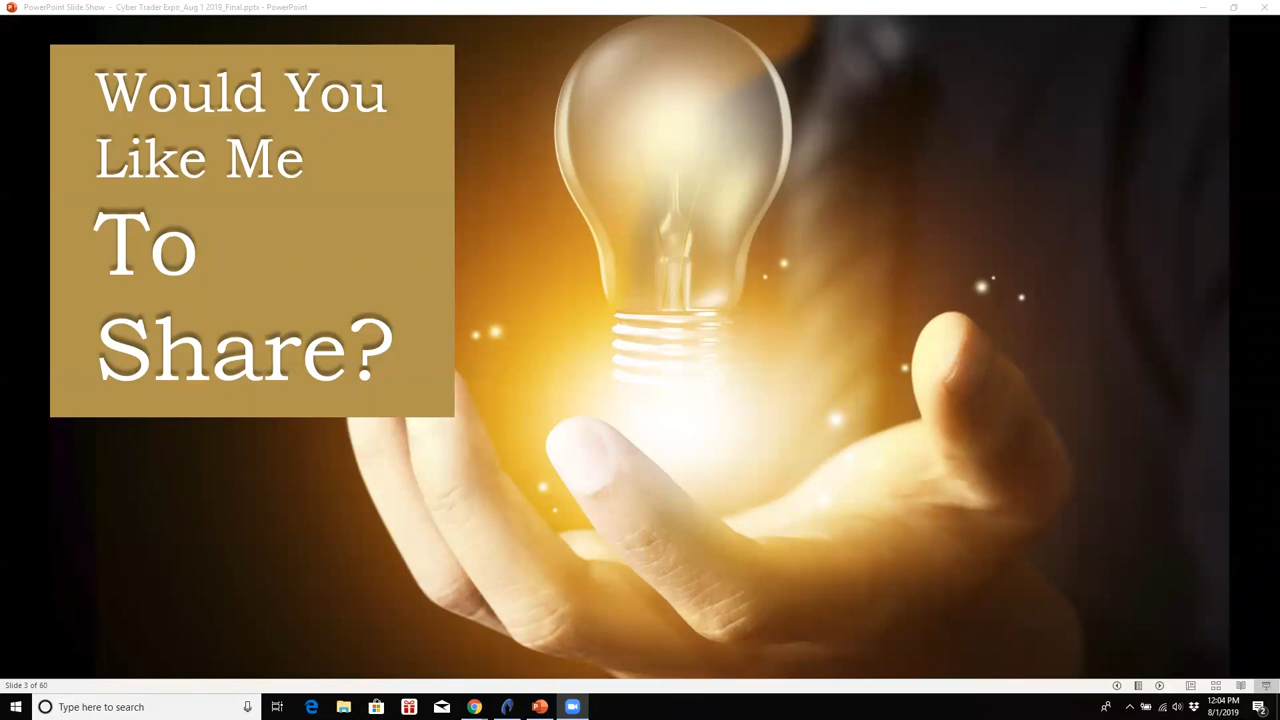 PowerPoint Slide Show - Cyber Trader Expo_Aug 1 2019_Final.pptx - PowerPoint
Would You
Like Me
To
Share?
Slide 3 of 60
Type here to search
12:04 PM
8/1/2019
2